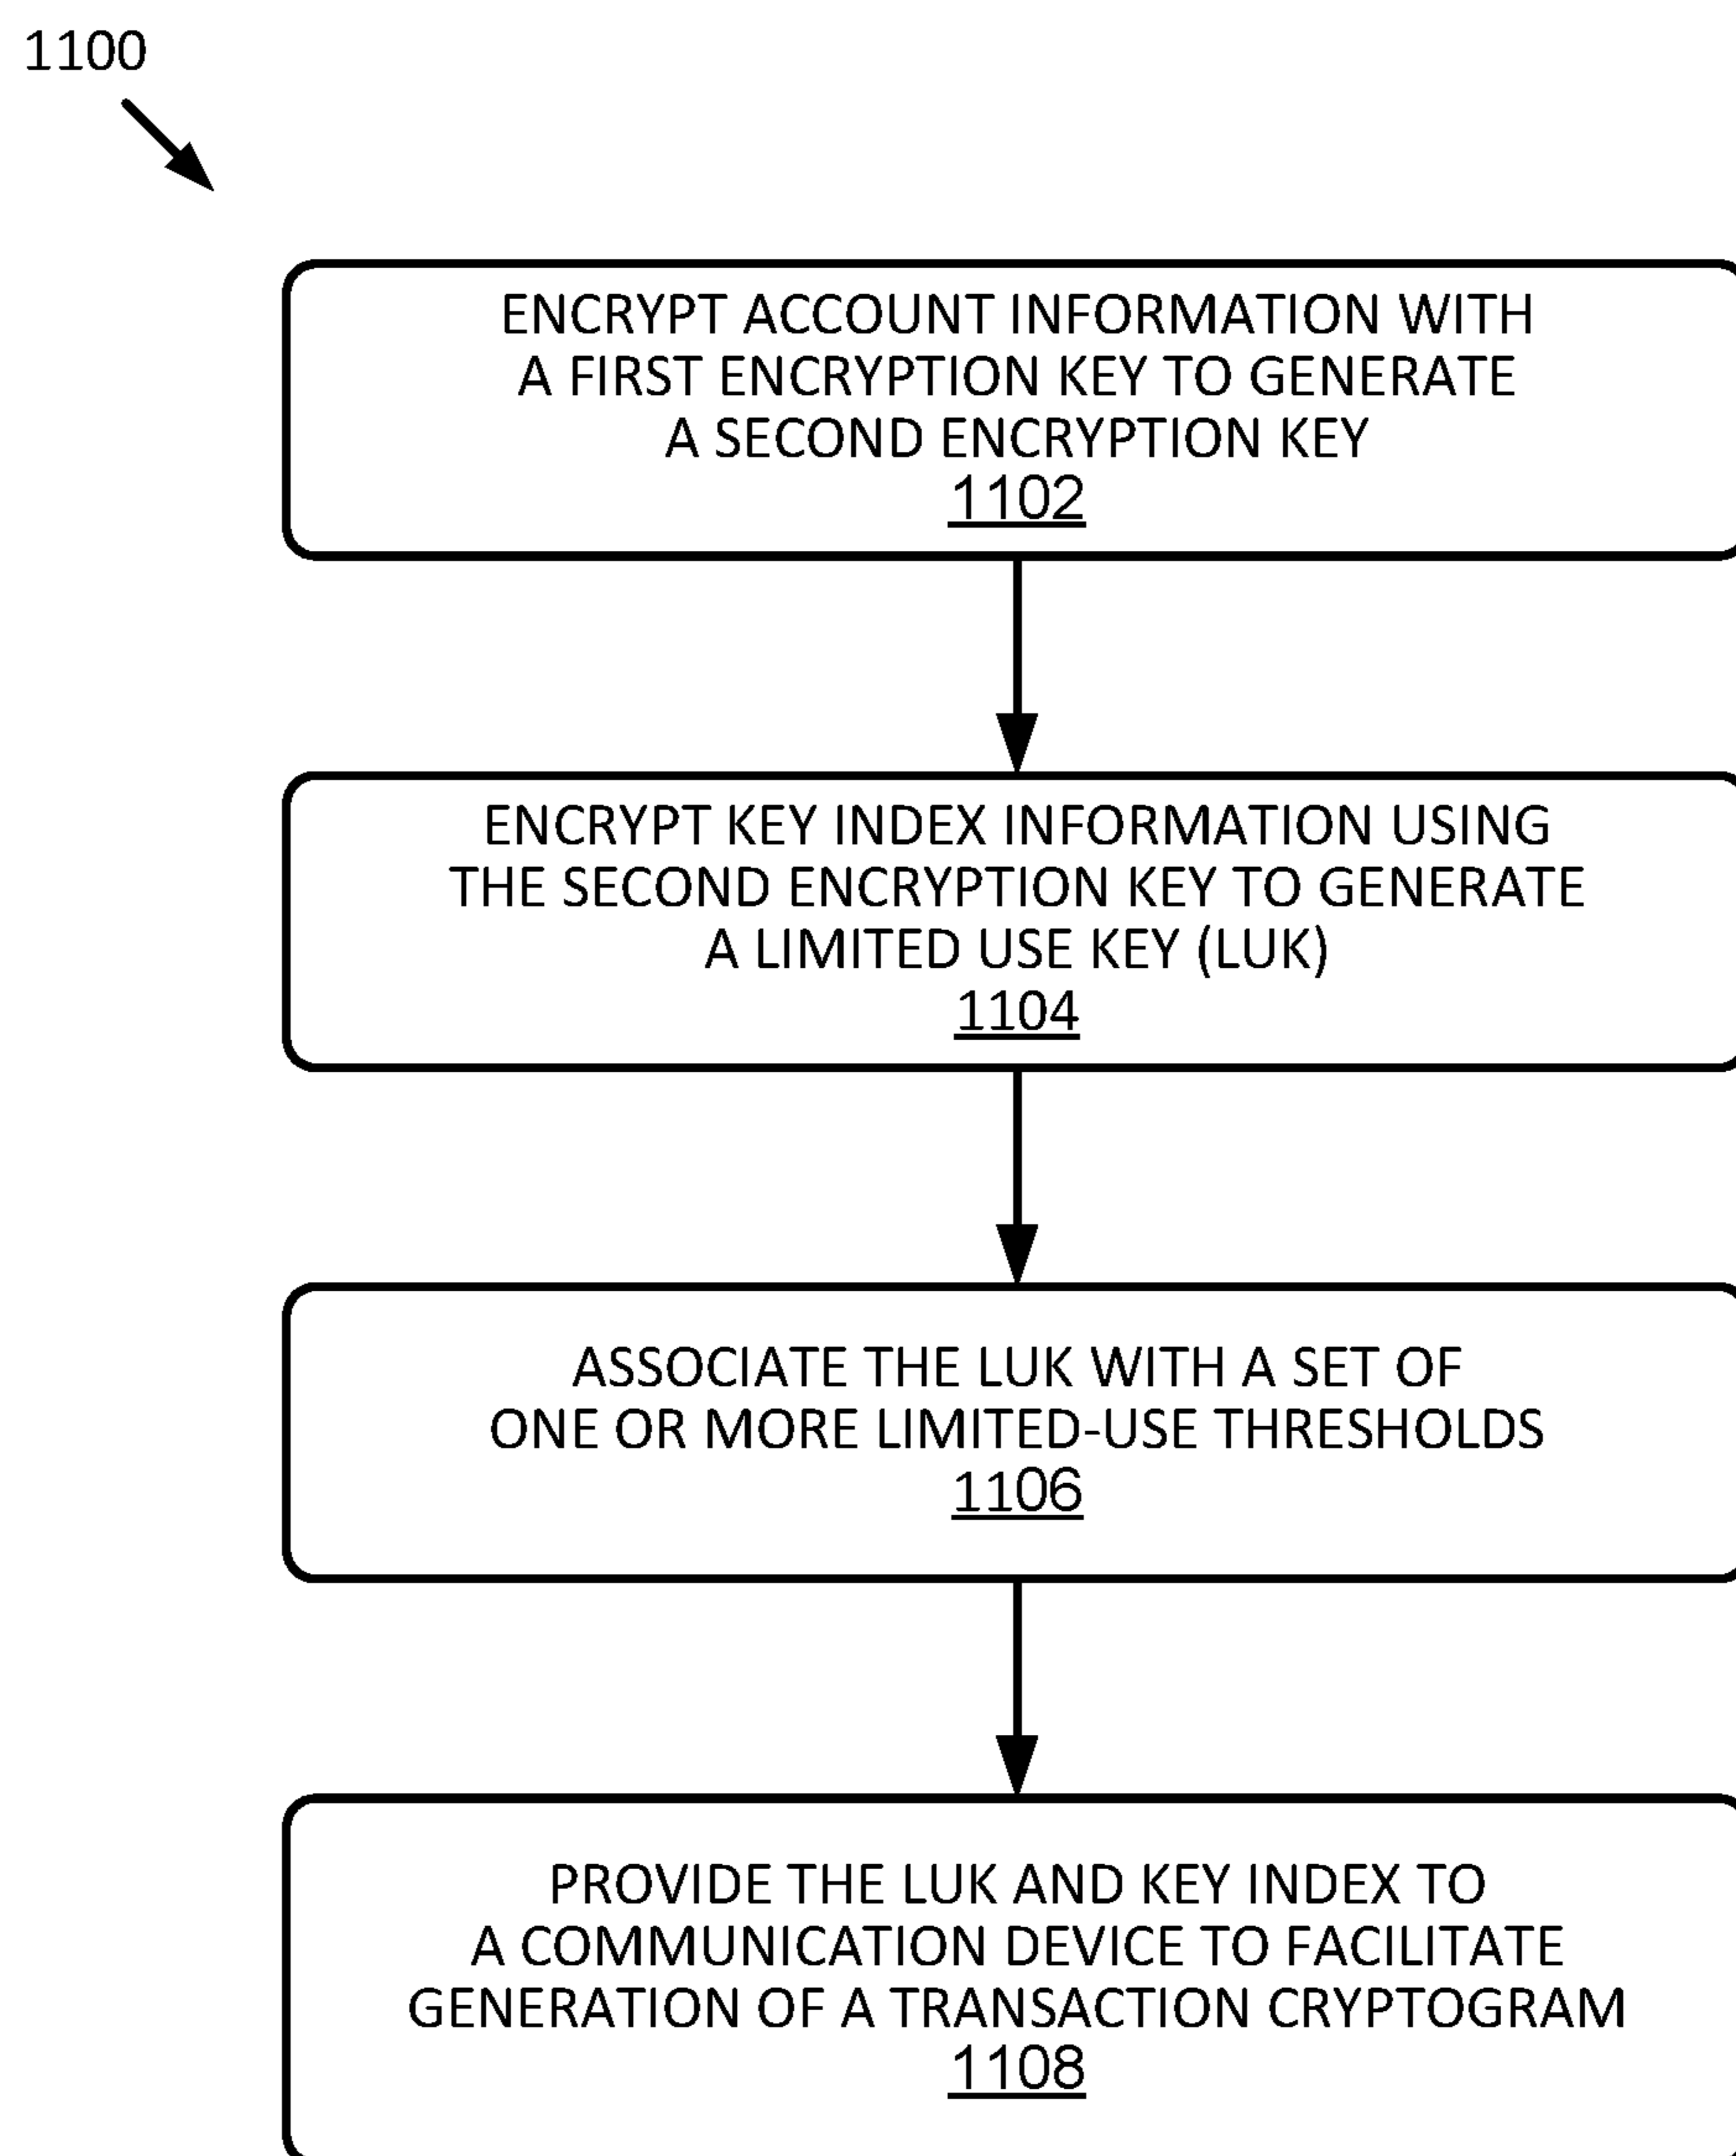 1100
ENCRYPT ACCOUNT INFORMATION WITH
A FIRST ENCRYPTION KEY TO GENERATE
A SECOND ENCRYPTION KEY
1102
ENCRYPT KEY INDEX INFORMATION USING
THE SECOND ENCRYPTION KEY TO GENERATE
A LIMITED USE KEY (LUK)
1104
ASSOCIATE THE LUK WITH A SET OF
ONE OR MORE LIMITED-USE THRESHOLDS
1106
PROVIDE THE LUK AND KEY INDEX TO
A COMMUNICATION DEVICE TO FACILITATE
GENERATION OF A TRANSACTION CRYPTOGRAM
1108